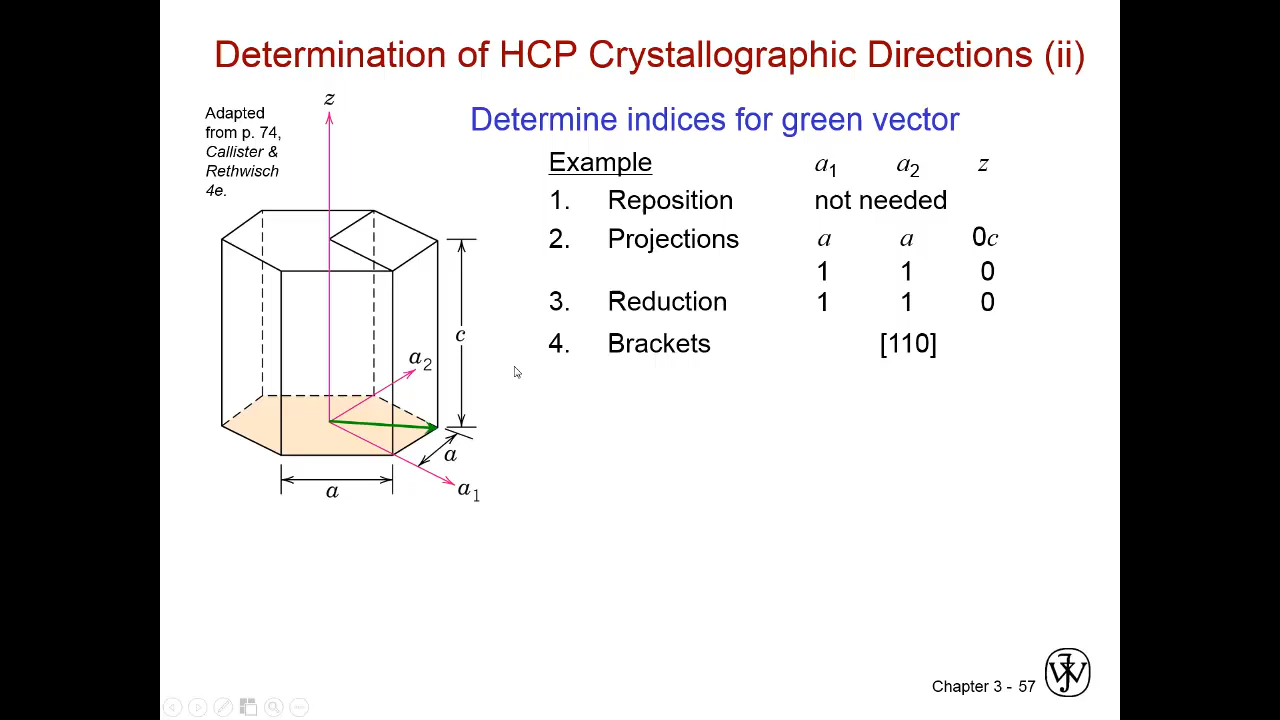 Determination of HCP Crystallographic Directions (ii)
Adapted
from p. 74,
Callister &
Rethwisch
4e.
z
Determine indices for green vector
Example a1 a2 z
1. Reposition not needed
2. Projections a a 0c
1 1 0
3. Reduction 1 1 0
4. Brackets [110]
c
a2
a
a
a1
Chapter 3 - 57
JW